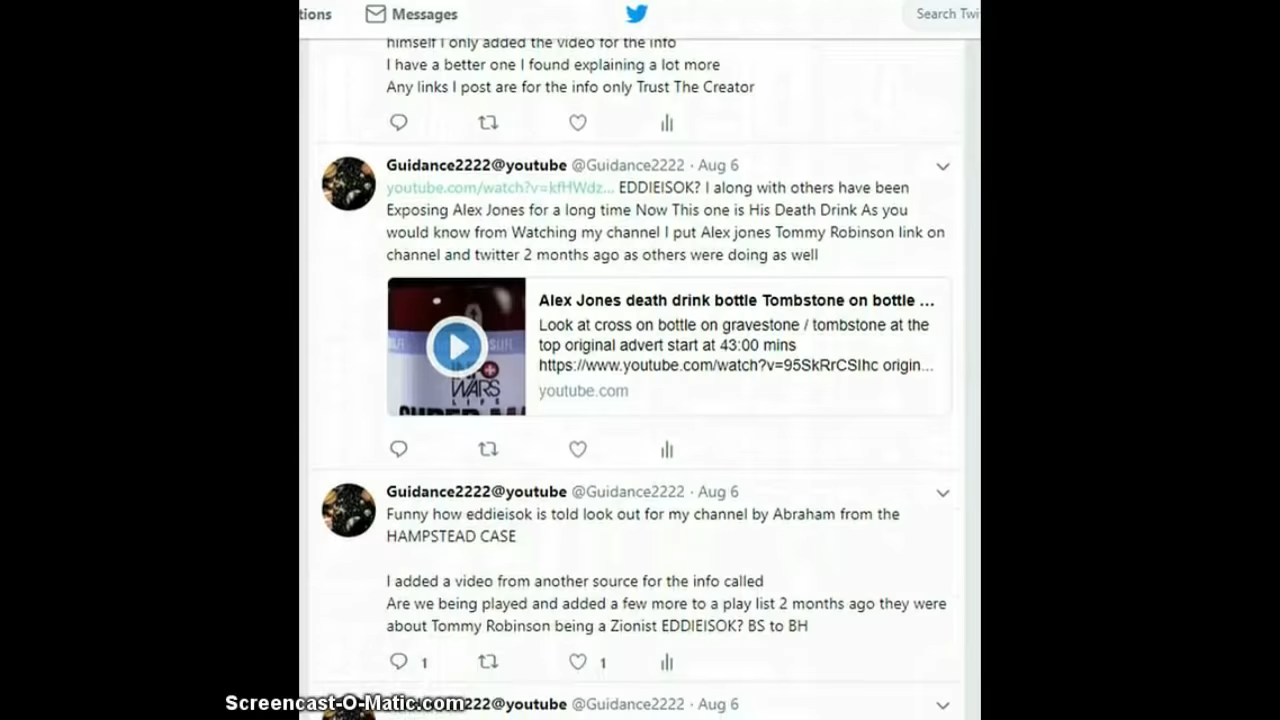 tions Messages Search Twi
himself I only added the video for the info
I have a better one I found explaining a lot more
Any links I post are for the info only Trust The Creator
Guidance2222@youtube @Guidance2222 · Aug 6
youtube.com/watch?v=kfHWdz... EDDIEISOK? I along with others have been
Exposing Alex Jones for a long time Now This one is His Death Drink As you
would know from Watching my channel I put Alex jones Tommy Robinson link on
channel and twitter 2 months ago as others were doing as well
Alex Jones death drink bottle Tombstone on bottle ...
Look at cross on bottle on gravestone / tombstone at the
top original advert start at 43:00 mins
https://www.youtube.com/watch?v=95SkRrCSIhc origin...
youtube.com
INFO
WARS
LIFE
Guidance2222@youtube @Guidance2222 · Aug 6
Funny how eddieisok is told look out for my channel by Abraham from the
HAMPSTEAD CASE
I added a video from another source for the info called
Are we being played and added a few more to a play list 2 months ago they were
about Tommy Robinson being a Zionist EDDIEISOK? BS to BH
1 1
222@youtube @Guidance2222 · Aug 6
Screencast-O-Matic.com